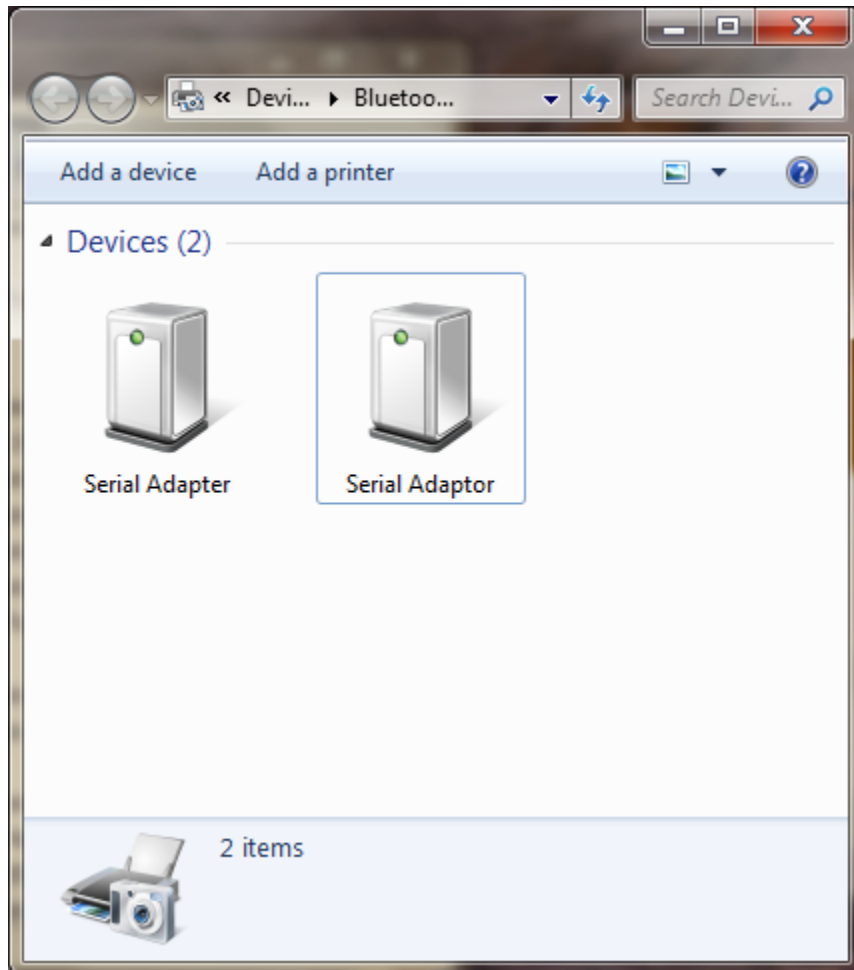 « Devi... ▸ Bluetoo... Search Devi...
Add a device Add a printer
Devices (2)
Serial Adapter Serial Adaptor
2 items